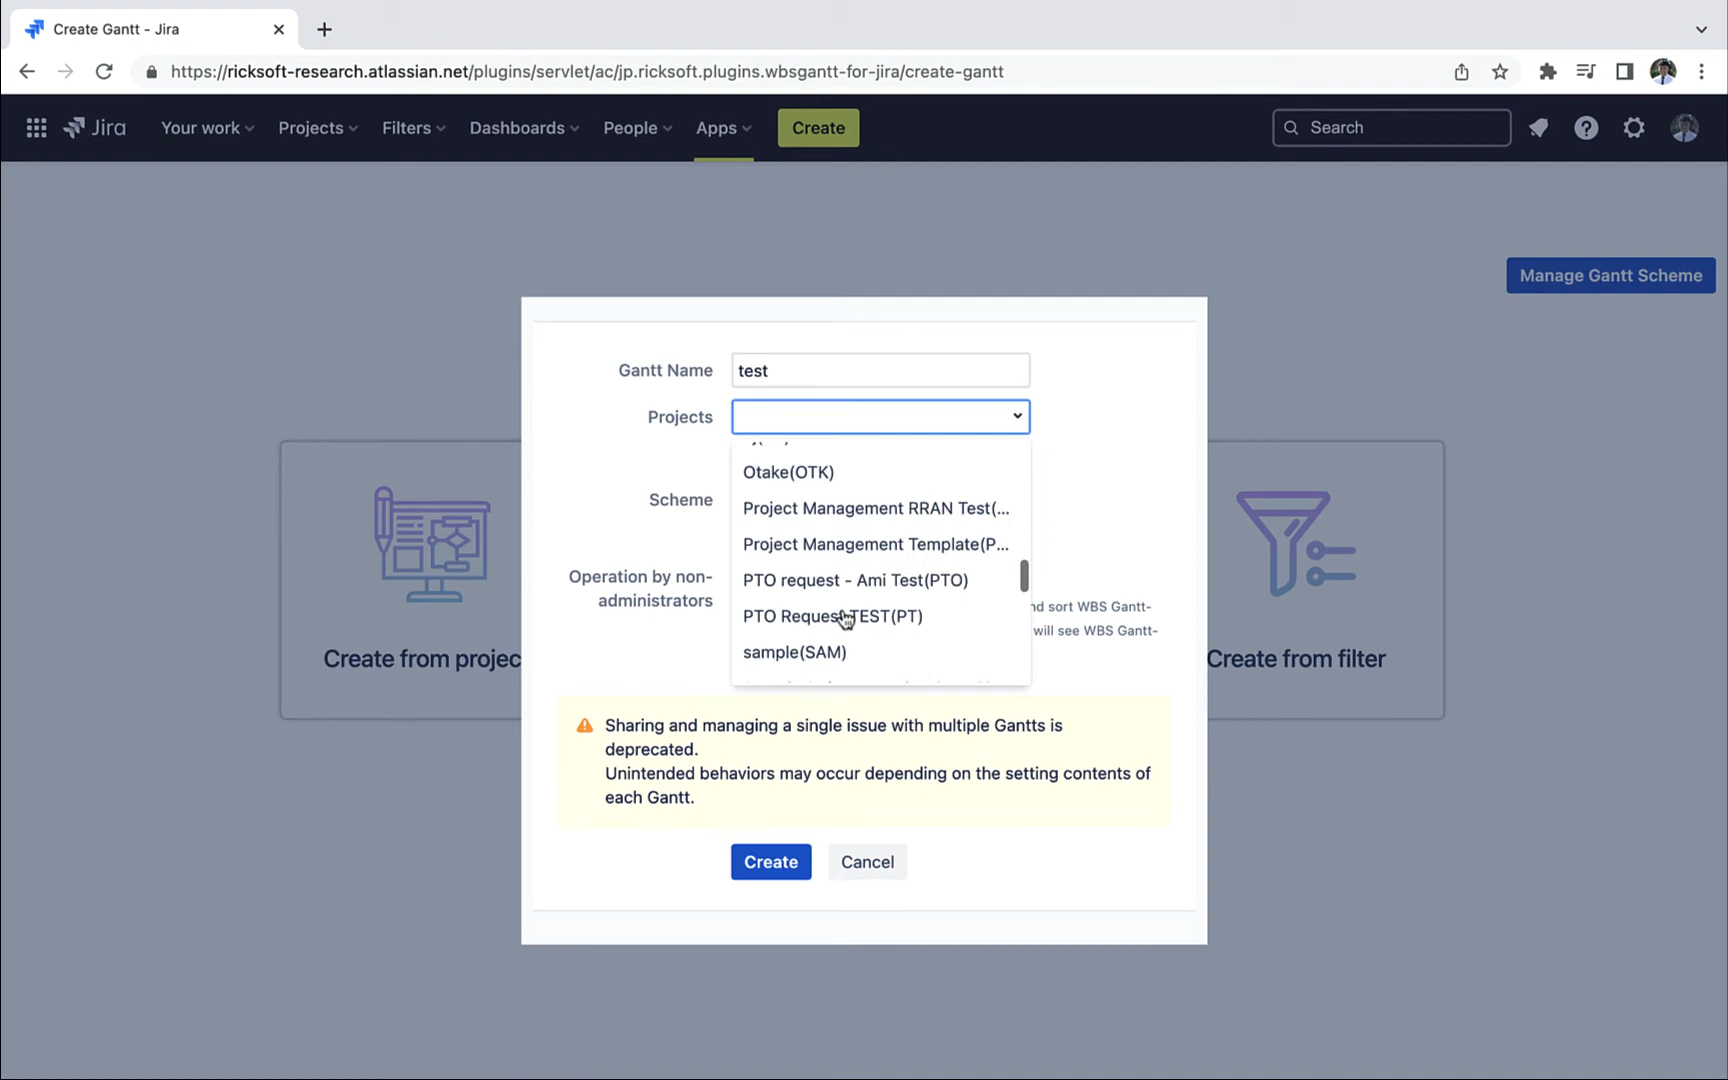 Create Gantt - Jira
https://ricksoft-research.atlassian.net/plugins/servlet/ac/jp.ricksoft.plugins.wbsgantt-for-jira/create-gantt
Jira Your work Projects Filters Dashboards People Apps Create Search
Manage Gantt Scheme
Gantt Name test
Projects
Otake(OTK)
Project Management RRAN Test(...
Scheme
Project Management Template(P...
PTO request - Ami Test(PTO)
Operation by non-
administrators
PTO Request TEST(PT)
sample(SAM)
nd sort WBS Gantt-
will see WBS Gantt-
Create from projec
Create from filter
Sharing and managing a single issue with multiple Gantts is
deprecated.
Unintended behaviors may occur depending on the setting contents of
each Gantt.
Create Cancel